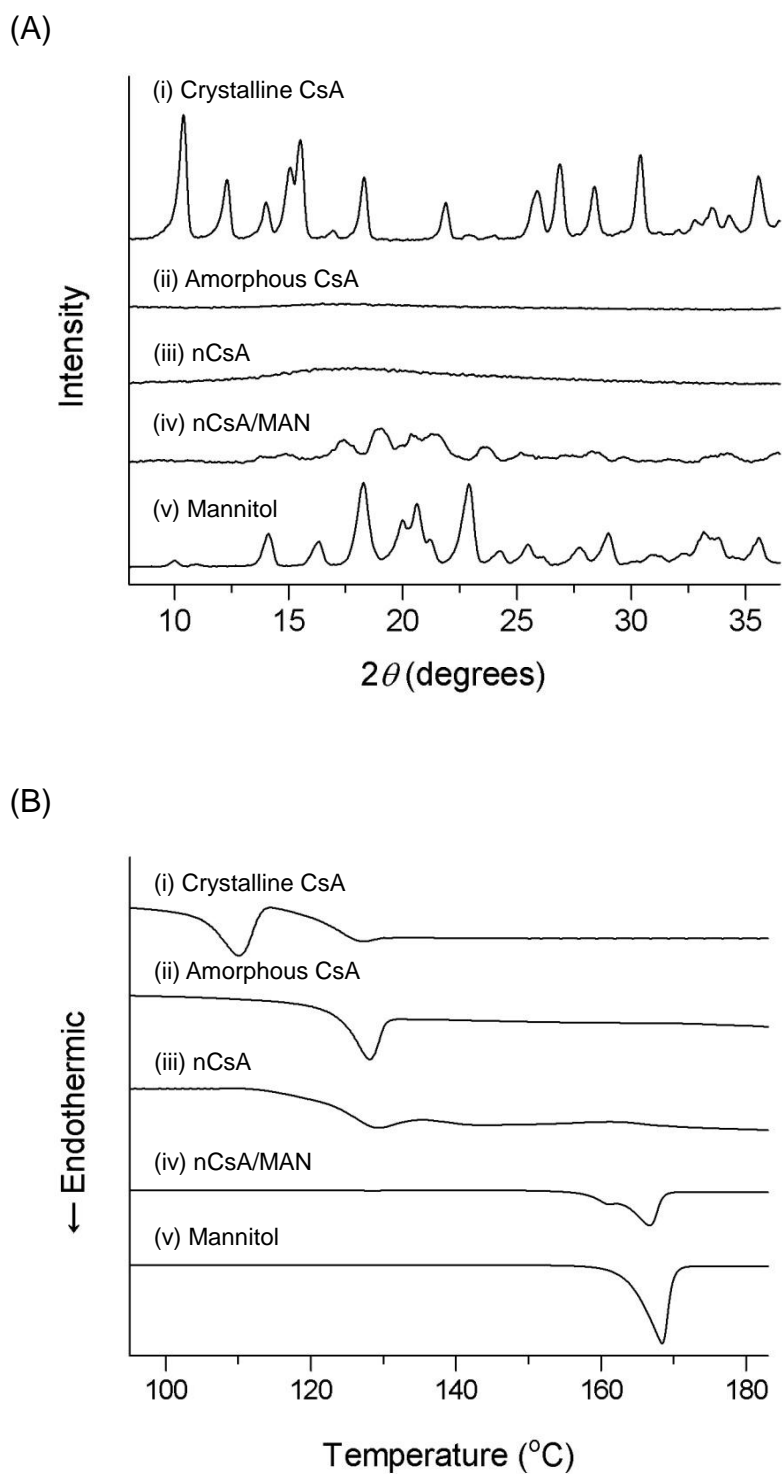 (A)
(i) Crystalline CsA
(ii) Amorphous CsA
(iii) nCsA
(iv) nCsA/MAN
(v) Mannitol
Intensity
10 15 20 25 30 35
2θ (degrees)
(B)
(i) Crystalline CsA
(ii) Amorphous CsA
(iii) nCsA
(iv) nCsA/MAN
(v) Mannitol
← Endothermic
100 120 140 160 180
Temperature (°C)